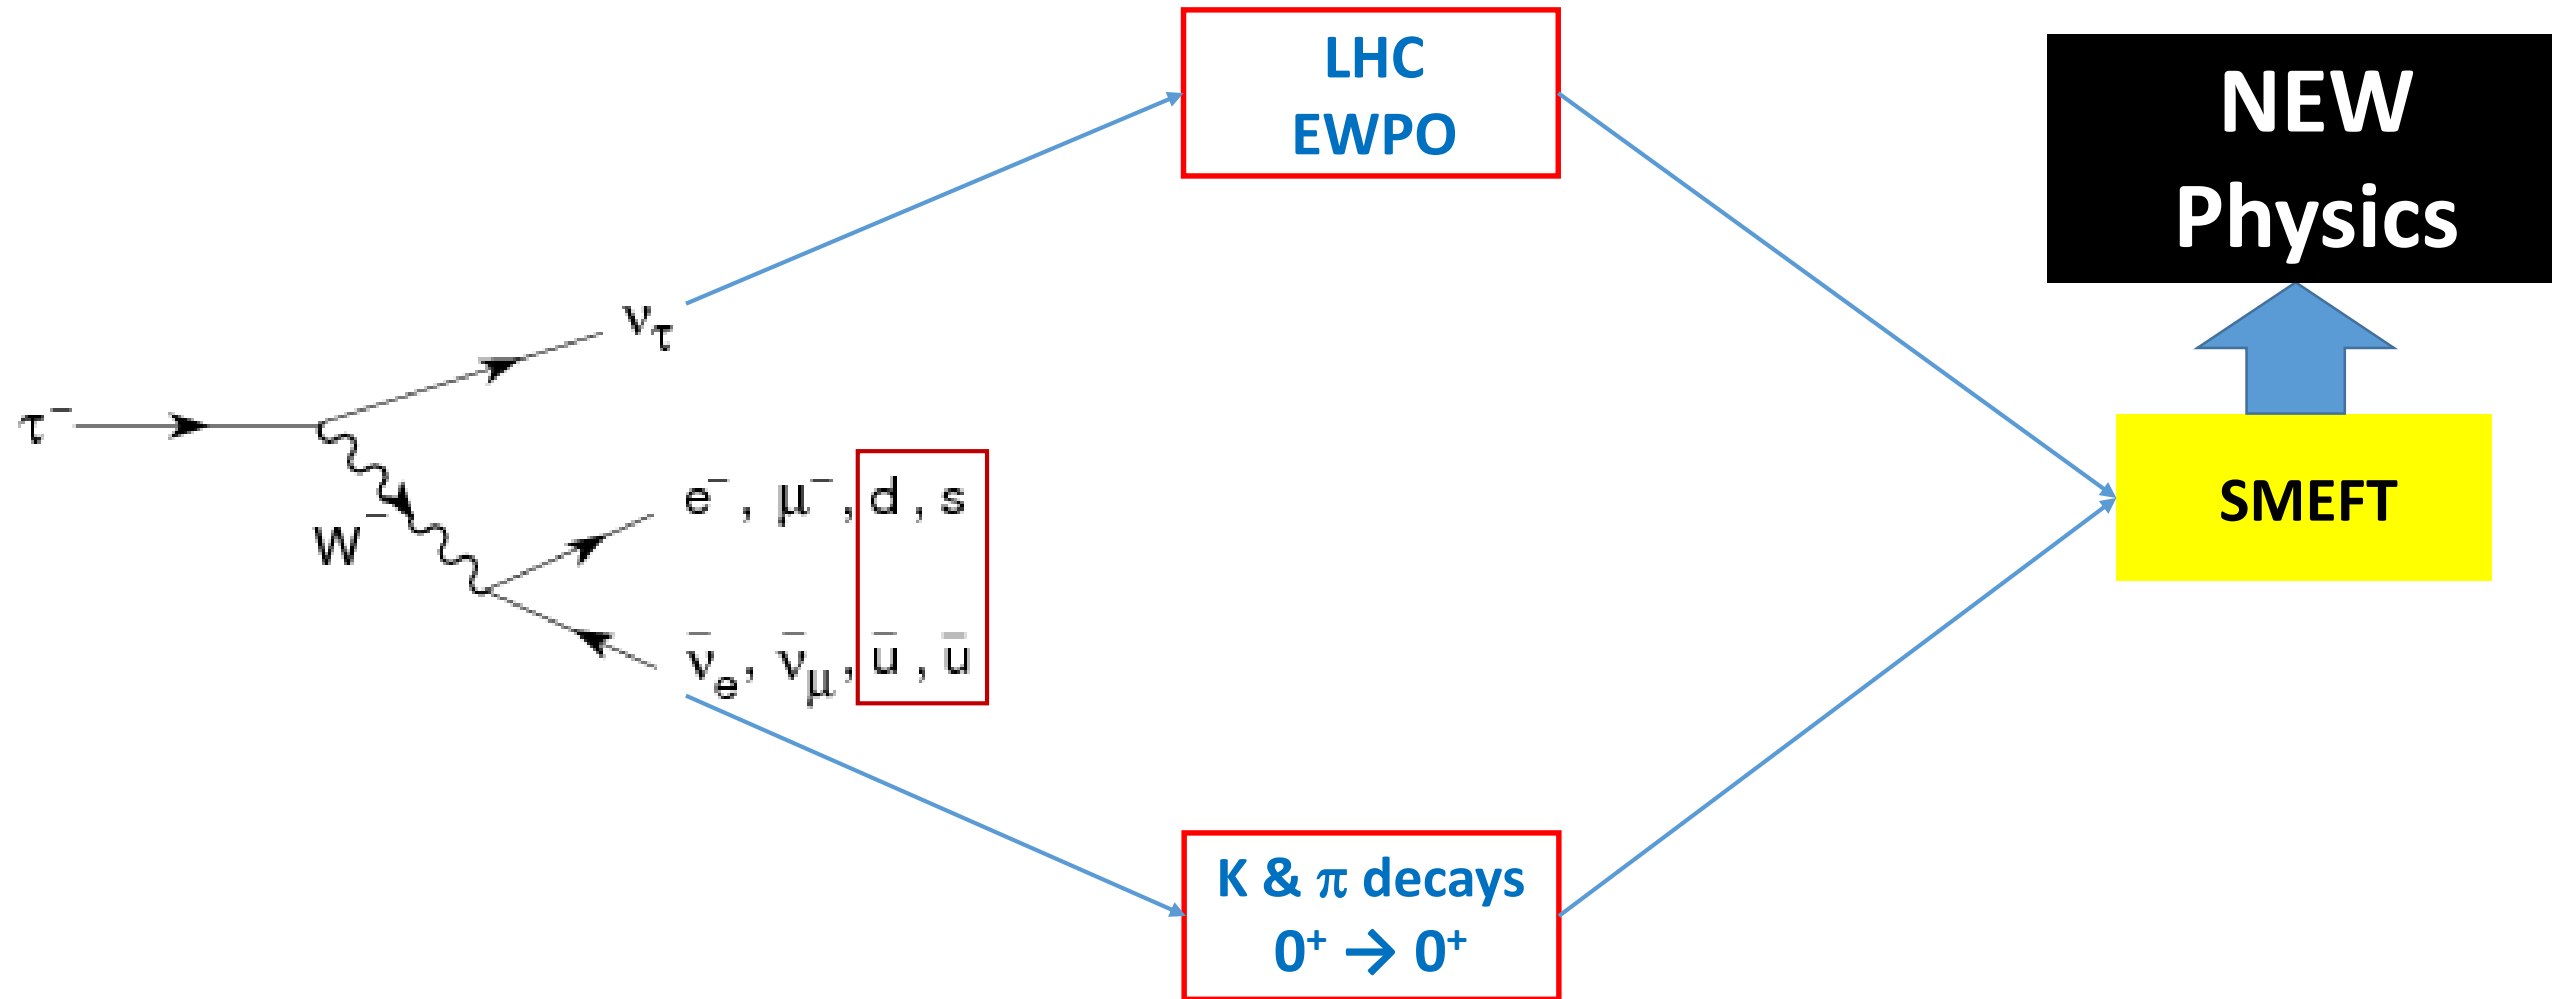 LHC
EWPO
NEW
Physics
ντ
τ⁻
W⁻
e⁻, μ⁻, d, s
ν̅e, ν̅μ, u̅, u̅
SMEFT
K & π decays
0⁺ → 0⁺